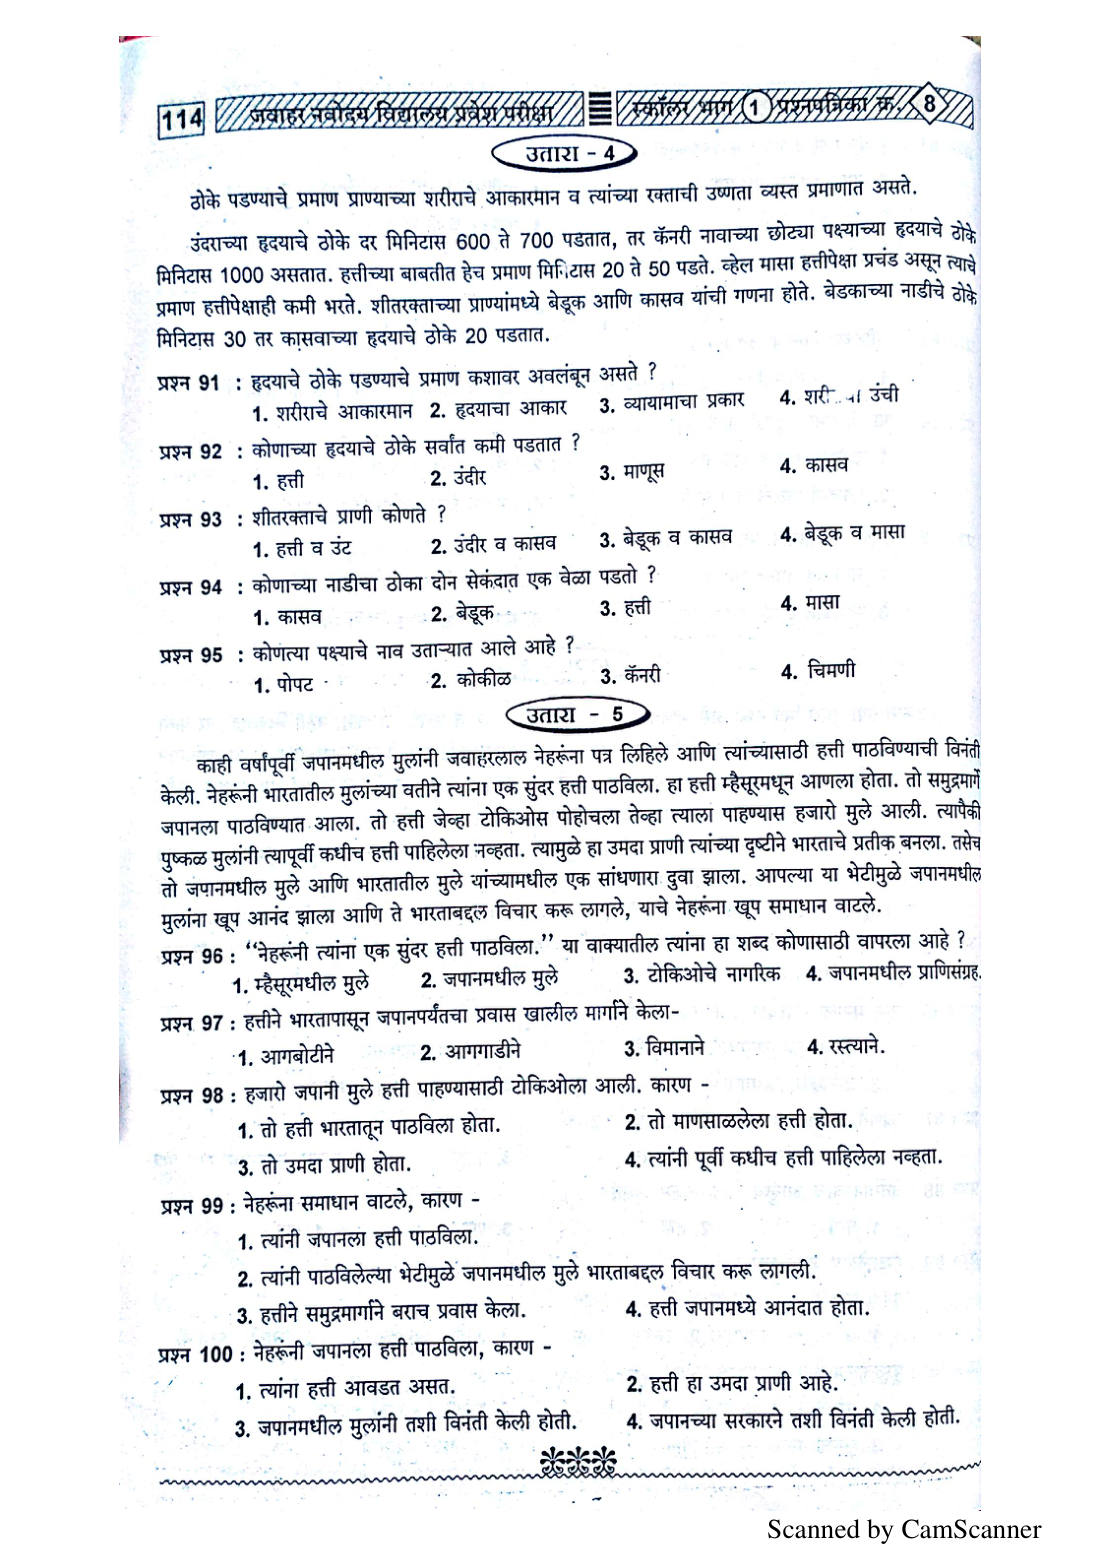 114 जवाहर नवोदय विद्यालय प्रवेश परीक्षा स्कॉलर भाग 1 प्रश्नपत्रिका क्र. 8
उतारा - 4
ठोके पडण्याचे प्रमाण प्राण्याच्या शरीराचे आकारमान व त्यांच्या रक्ताची उष्णता व्यस्त प्रमाणात असते.
उंदराच्या हृदयाचे ठोके दर मिनिटास 600 ते 700 पडतात, तर कॅनरी नावाच्या छोट्या पक्ष्याच्या हृदयाचे ठोके
मिनिटास 1000 असतात. हत्तीच्या बाबतीत हेच प्रमाण मिनिटास 20 ते 50 पडते. व्हेल मासा हत्तीपेक्षा प्रचंड असून त्याचे
प्रमाण हत्तीपेक्षाही कमी भरते. शीतरक्ताच्या प्राण्यांमध्ये बेडूक आणि कासव यांची गणना होते. बेडकाच्या नाडीचे ठोके
मिनिटास 30 तर कासवाच्या हृदयाचे ठोके 20 पडतात.
प्रश्न 91 : हृदयाचे ठोके पडण्याचे प्रमाण कशावर अवलंबून असते ?
1. शरीराचे आकारमान 2. हृदयाचा आकार 3. व्यायामाचा प्रकार 4. उंची
प्रश्न 92 : कोणाच्या हृदयाचे ठोके सर्वांत कमी पडतात ?
1. हत्ती 2. उंदीर 3. माणूस 4. कासव
प्रश्न 93 : शीतरक्ताचे प्राणी कोणते ?
1. हत्ती व उंट 2. उंदीर व कासव 3. बेडूक व कासव 4. बेडूक व मासा
प्रश्न 94 : कोणाच्या नाडीचा ठोका दोन सेकंदात एक वेळा पडतो ?
1. कासव 2. बेडूक 3. हत्ती 4. मासा
प्रश्न 95 : कोणत्या पक्ष्याचे नाव उताऱ्यात आले आहे ?
1. पोपट 2. कोकीळ 3. कॅनरी 4. चिमणी
उतारा - 5
काही वर्षांपूर्वी जपानमधील मुलांनी जवाहरलाल नेहरूंना पत्र लिहिले आणि त्यांच्यासाठी हत्ती पाठविण्याची विनंती
केली. नेहरूंनी भारतातील मुलांच्या वतीने त्यांना एक सुंदर हत्ती पाठविला. हा हत्ती म्हैसूरमधून आणला होता. तो समुद्रमार्गे
जपानला पाठविण्यात आला. तो हत्ती जेव्हा टोकिओस पोहोचला तेव्हा त्याला पाहण्यास हजारो मुले आली. त्यापैकी
पुष्कळ मुलांनी त्यापूर्वी कधीच हत्ती पाहिलेला नव्हता. त्यामुळे हा उमदा प्राणी त्यांच्या दृष्टीने भारताचे प्रतीक बनला. तसेच
तो जपानमधील मुले आणि भारतातील मुले यांच्यामधील एक सांधणारा दुवा झाला. आपल्या या भेटीमुळे जपानमधील
मुलांना खूप आनंद झाला आणि ते भारताबद्दल विचार करू लागले, याचे नेहरूंना खूप समाधान वाटले.
प्रश्न 96 : ‘‘नेहरूंनी त्यांना एक सुंदर हत्ती पाठविला.’’ या वाक्यातील त्यांना हा शब्द कोणासाठी वापरला आहे ?
1. म्हैसूरमधील मुले 2. जपानमधील मुले 3. टोकिओचे नागरिक 4. जपानमधील प्राणिसंग्रह.
प्रश्न 97 : हत्तीने भारतापासून जपानपर्यंतचा प्रवास खालील मार्गाने केला-
1. आगबोटीने 2. आगगाडीने 3. विमानाने 4. रस्त्याने.
प्रश्न 98 : हजारो जपानी मुले हत्ती पाहण्यासाठी टोकिओला आली. कारण -
1. तो हत्ती भारतातून पाठविला होता. 2. तो माणसाळलेला हत्ती होता.
3. तो उमदा प्राणी होता. 4. त्यांनी पूर्वी कधीच हत्ती पाहिलेला नव्हता.
प्रश्न 99 : नेहरूंना समाधान वाटले, कारण -
1. त्यांनी जपानला हत्ती पाठविला.
2. त्यांनी पाठविलेल्या भेटीमुळे जपानमधील मुले भारताबद्दल विचार करू लागली.
3. हत्तीने समुद्रमार्गाने बराच प्रवास केला. 4. हत्ती जपानमध्ये आनंदात होता.
प्रश्न 100 : नेहरूंनी जपानला हत्ती पाठविला, कारण -
1. त्यांना हत्ती आवडत असत. 2. हत्ती हा उमदा प्राणी आहे.
3. जपानमधील मुलांनी तशी विनंती केली होती. 4. जपानच्या सरकारने तशी विनंती केली होती.
Scanned by CamScanner